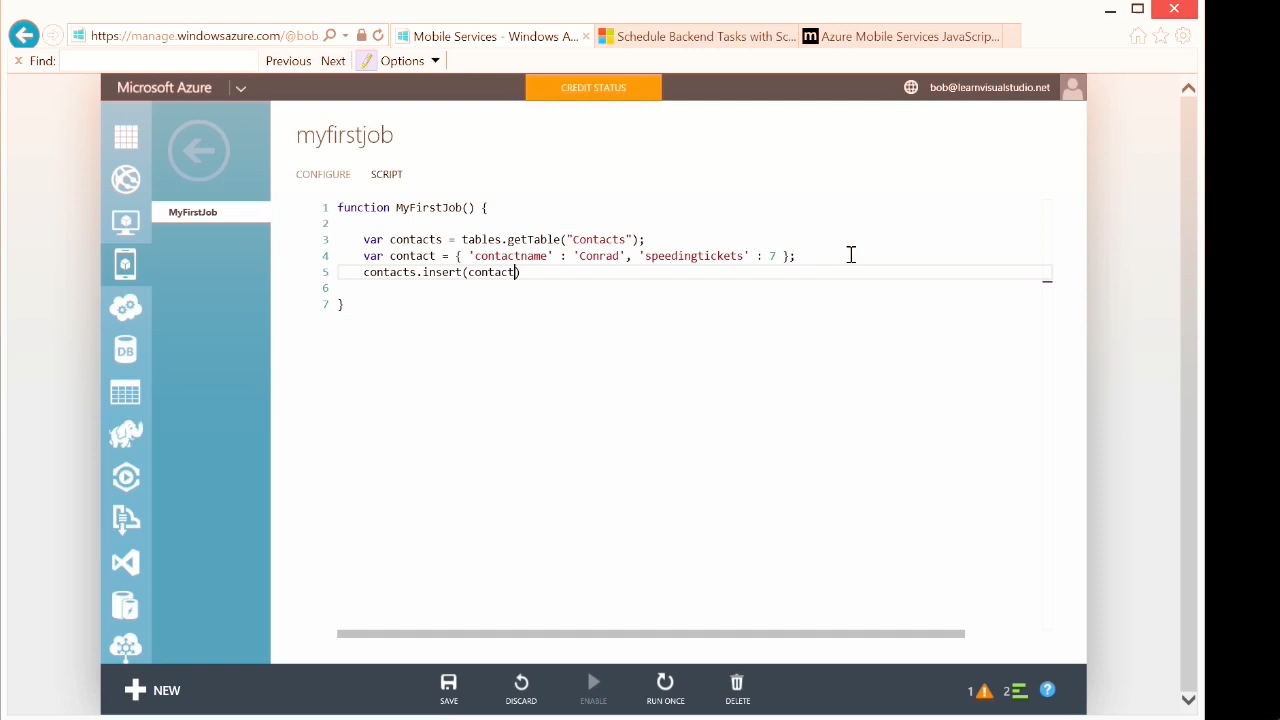 https://manage.windowsazure.com/@bob
Mobile Services - Windows A...
Schedule Backend Tasks with Sc...
m
Azure Mobile Services JavaScrip...
× Find:
Previous
Next
Options
Microsoft Azure
CREDIT STATUS
bob@learnvisualstudio.net
myfirstjob
CONFIGURE
SCRIPT
MyFirstJob
1 function MyFirstJob() {
2
3 var contacts = tables.getTable("Contacts");
4 var contact = { 'contactname' : 'Conrad', 'speedingtickets' : 7 };
5 contacts.insert(contact)
6
7 }
DB
NEW
SAVE
DISCARD
ENABLE
RUN ONCE
DELETE
1
2
?